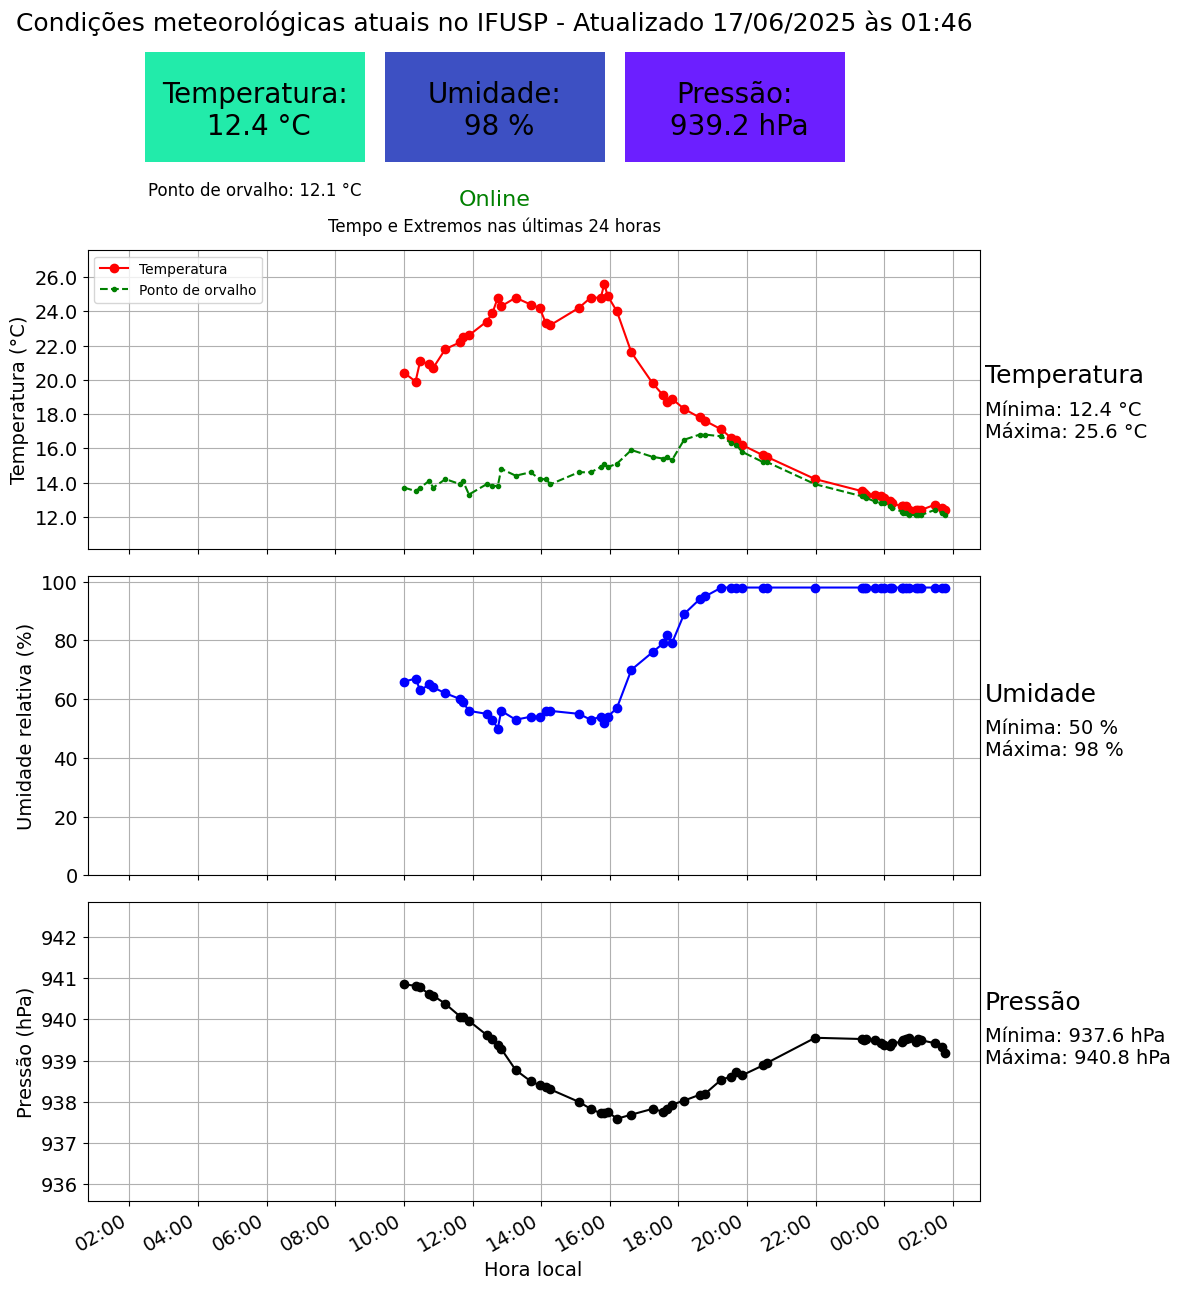 Condições meteorológicas atuais no IFUSP - Atualizado 17/06/2025 às 01:46
Temperatura:
12.4 °C
Umidade:
98 %
Pressão:
939.2 hPa
Ponto de orvalho: 12.1 °C
Online
Tempo e Extremos nas últimas 24 horas
Temperatura (°C)
26.0
24.0
22.0
20.0
18.0
16.0
14.0
12.0
Temperatura
Ponto de orvalho
Temperatura
Mínima: 12.4 °C
Máxima: 25.6 °C
Umidade relativa (%)
100
80
60
40
20
0
Umidade
Mínima: 50 %
Máxima: 98 %
Pressão (hPa)
942
941
940
939
938
937
936
Pressão
Mínima: 937.6 hPa
Máxima: 940.8 hPa
02:00 04:00 06:00 08:00 10:00 12:00 14:00 16:00 18:00 20:00 22:00 00:00 02:00
Hora local